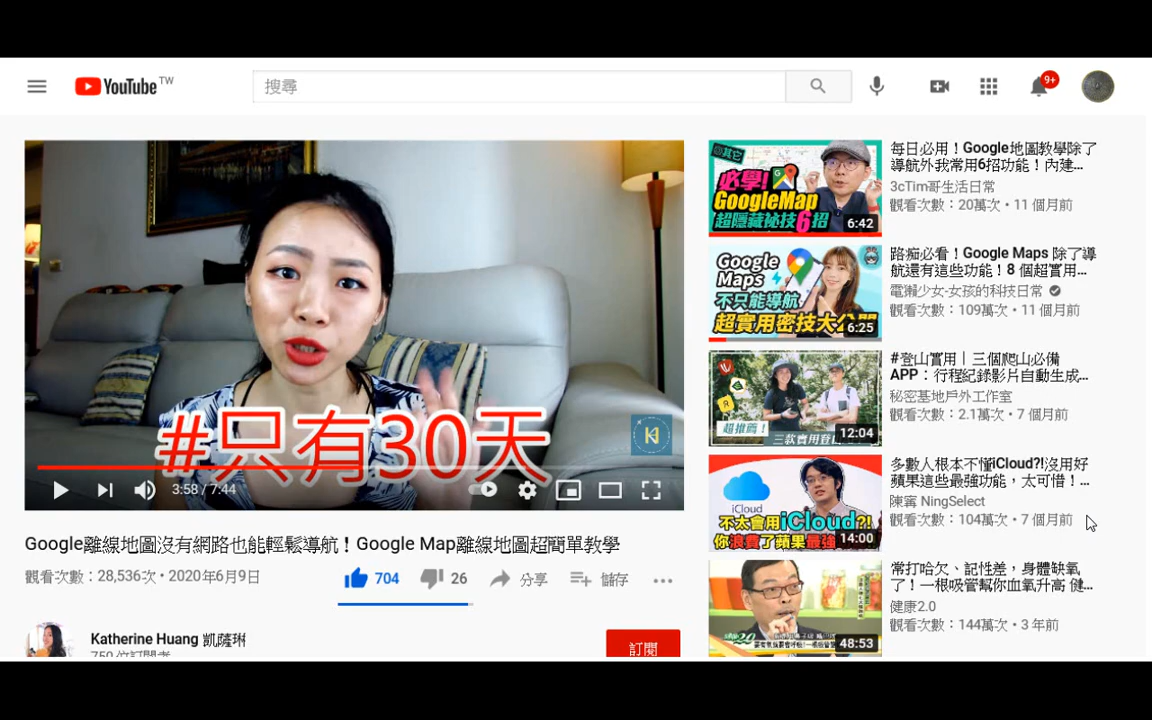 YouTube TW
搜尋
9+
#只有30天
3:58 / 7:44
Google離線地圖沒有網路也能輕鬆導航！Google Map離線地圖超簡單教學
觀看次數：28,536次・2020年6月9日
704
26
分享
儲存
Katherine Huang 凱薩琳
750 位訂閱者
訂閱
必學!
GoogleMap
超隱藏祕技6招
6:42
每日必用！Google地圖教學除了
導航外我常用6招功能！內建...
3cTim哥生活日常
觀看次數：20萬次・11 個月前
Google
Maps
不只能導航
超實用密技大公開
6:25
路痴必看！Google Maps 除了導
航還有這些功能！8 個超實用...
電獺少女-女孩的科技日常
觀看次數：109萬次・11 個月前
超推薦！
三款實用登山
12:04
#登山實用｜三個爬山必備
APP：行程紀錄影片自動生成...
秘密基地戶外工作室
觀看次數：2.1萬次・7 個月前
iCloud
不太會用iCloud?!
你浪費了蘋果最強
14:00
多數人根本不懂iCloud?!沒用好
蘋果這些最強功能，太可惜！...
陳寗 NingSelect
觀看次數：104萬次・7 個月前
48:53
常打哈欠、記性差，身體缺氧
了！一根吸管幫你血氧升高 健...
健康2.0
觀看次數：144萬次・3 年前